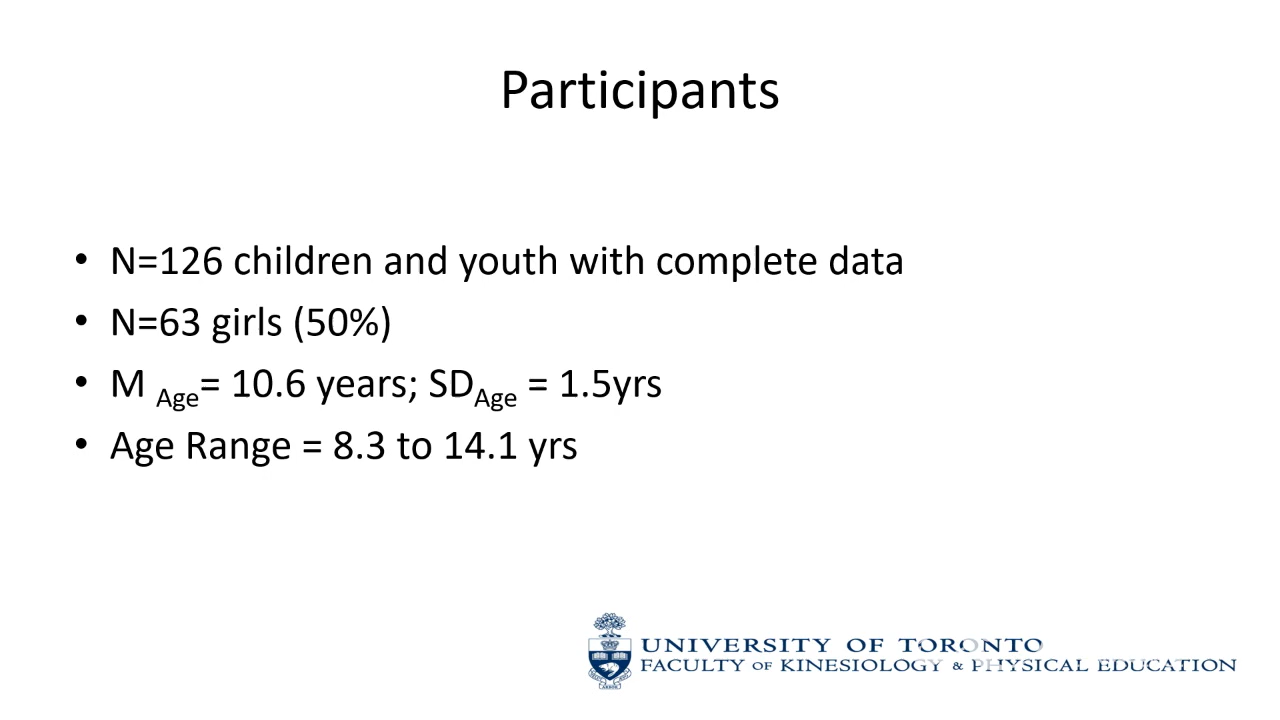 Participants
• N=126 children and youth with complete data
• N=63 girls (50%)
• M Age= 10.6 years; SDAge = 1.5yrs
• Age Range = 8.3 to 14.1 yrs
UNIVERSITY OF TORONTO
FACULTY OF KINESIOLOGY & PHYSICAL EDUCATION